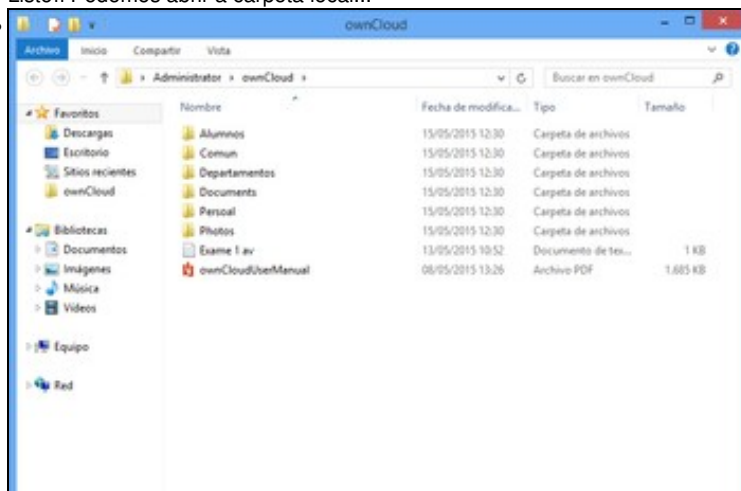 ownCloud
Archivo Inicio Compartir Vista
Administrator ownCloud Buscar en ownCloud
Nombre Fecha de modifica... Tipo Tamaño
Favoritos
Descargas
Escritorio
Sitios recientes
ownCloud
Bibliotecas
Documentos
Imágenes
Música
Vídeos
Equipo
Red
Alumnos 15/05/2015 12:30 Carpeta de archivos
Comun 15/05/2015 12:30 Carpeta de archivos
Departamentos 15/05/2015 12:30 Carpeta de archivos
Documents 15/05/2015 12:30 Carpeta de archivos
Persoal 15/05/2015 12:30 Carpeta de archivos
Photos 15/05/2015 12:30 Carpeta de archivos
Exame 1 av 13/05/2015 10:52 Documento de tex... 1 KB
ownCloudUserManual 08/05/2015 13:26 Archivo PDF 1.685 KB